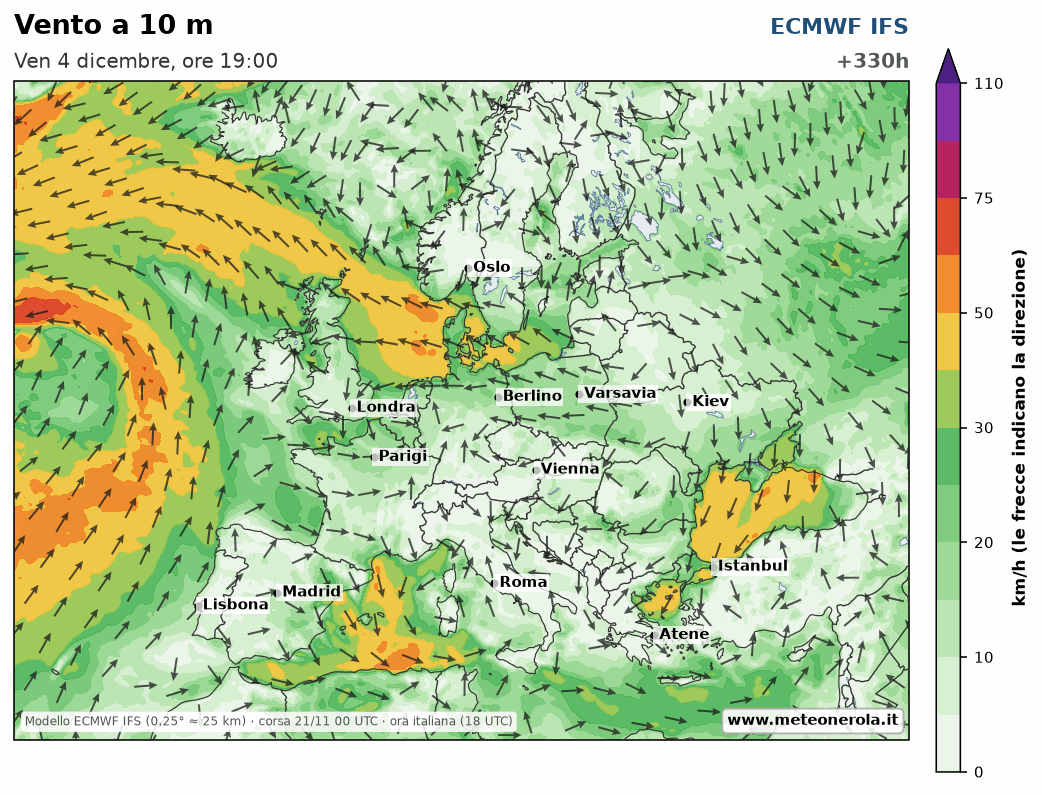 Vento a 10 m
ECMWF IFS
Ven 4 dicembre, ore 19:00
+330h
110
75
50
30
20
10
0
km/h (le frecce indicano la direzione)
Oslo
Berlino
Varsavia
Kiev
Londra
Parigi
Vienna
Istanbul
Roma
Madrid
Lisbona
Atene
Modello ECMWF IFS (0,25° ≈ 25 km) · corsa 21/11 00 UTC · ora italiana (18 UTC)
www.meteonerola.it